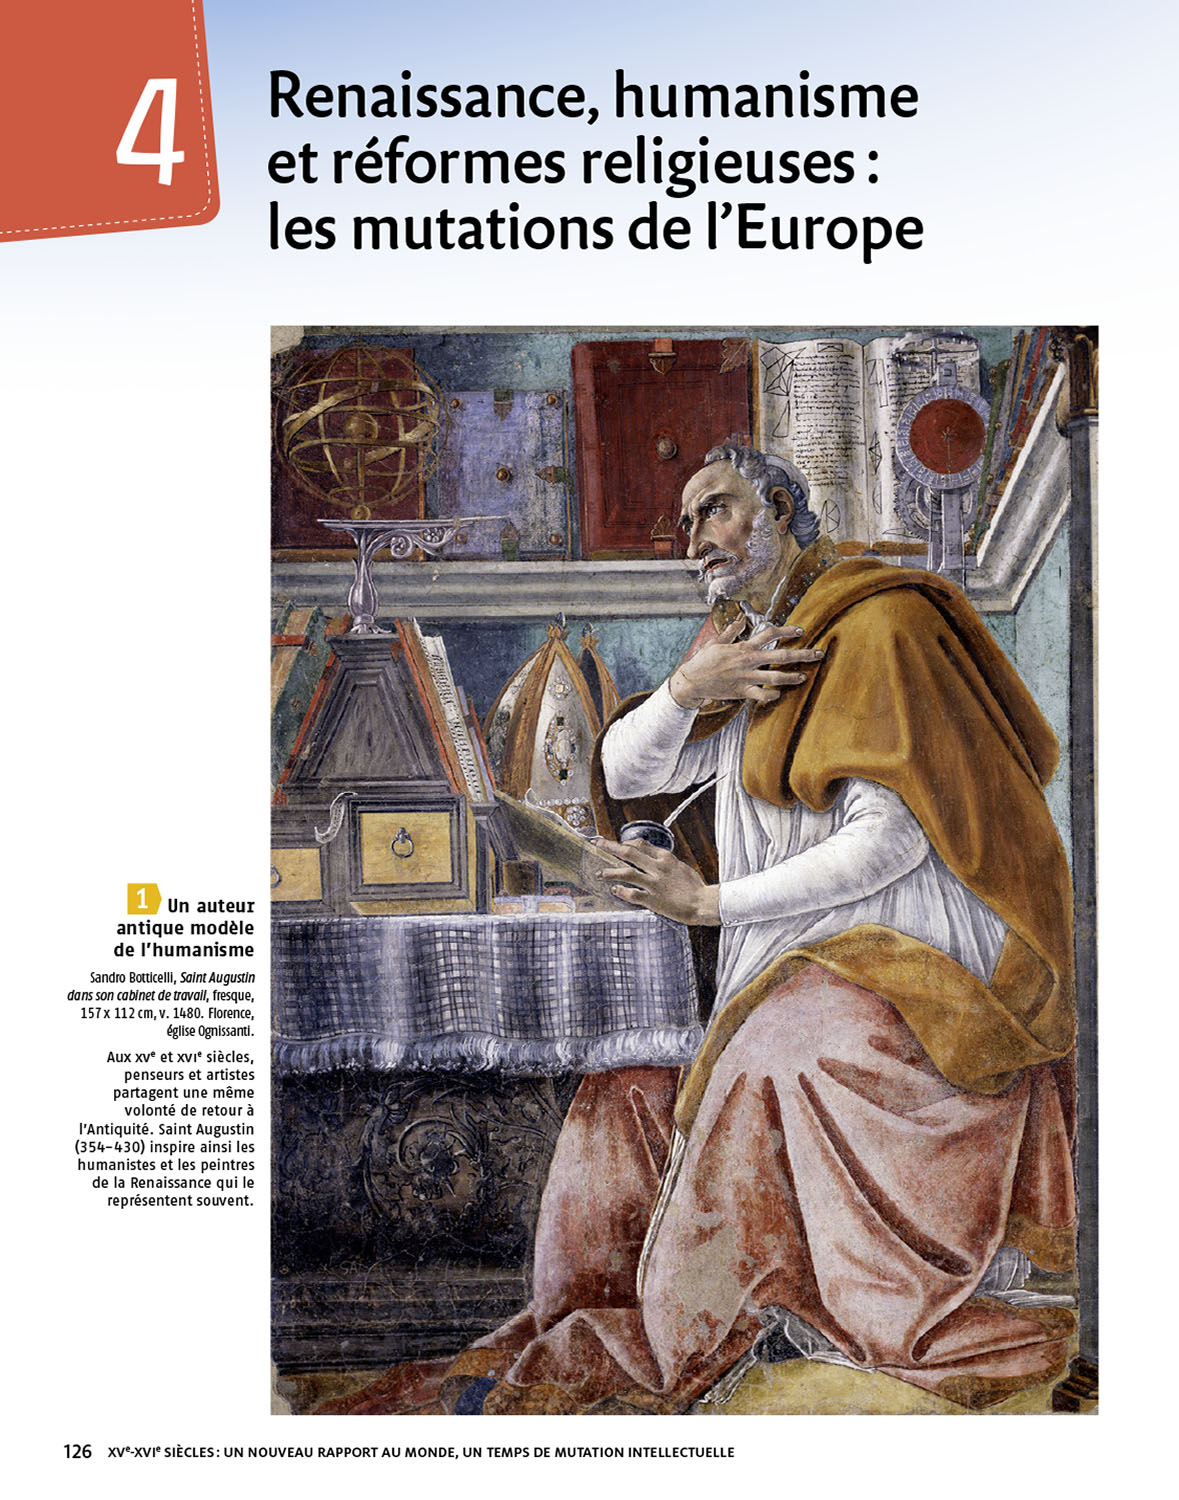 4
Renaissance, humanisme
et réformes religieuses :
les mutations de l’Europe
1 Un auteur
antique modèle
de l’humanisme
Sandro Botticelli, Saint Augustin
dans son cabinet de travail, fresque,
157 x 112 cm, v. 1480. Florence,
église Ognissanti.
Aux XVe et XVIe siècles,
penseurs et artistes
partagent une même
volonté de retour à
l’Antiquité. Saint Augustin
(354–430) inspire ainsi les
humanistes et les peintres
de la Renaissance qui le
représentent souvent.
126 XVe-XVIe SIÈCLES : UN NOUVEAU RAPPORT AU MONDE, UN TEMPS DE MUTATION INTELLECTUELLE